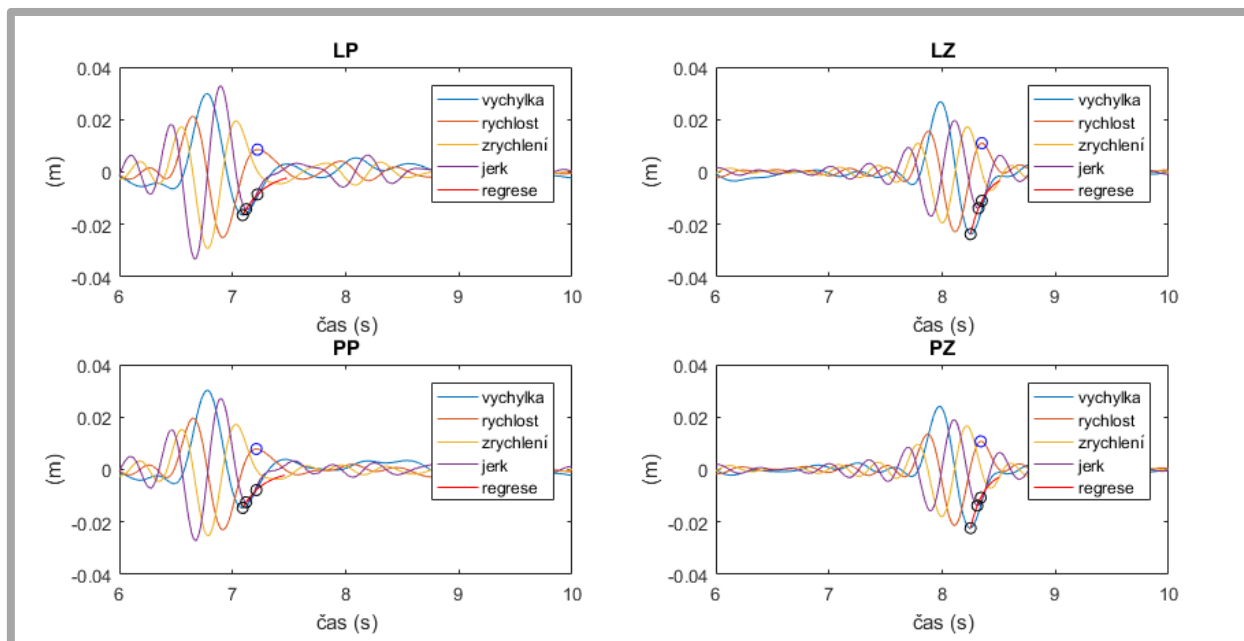 LP
0.04
0.02
0
-0.02
-0.04
(m)
6
7
8
9
10
čas (s)
vychylka
rychlost
zrychlení
jerk
regrese
LZ
0.04
0.02
0
-0.02
-0.04
(m)
6
7
8
9
10
čas (s)
vychylka
rychlost
zrychlení
jerk
regrese
PP
0.04
0.02
0
-0.02
-0.04
(m)
6
7
8
9
10
čas (s)
vychylka
rychlost
zrychlení
jerk
regrese
PZ
0.04
0.02
0
-0.02
-0.04
(m)
6
7
8
9
10
čas (s)
vychylka
rychlost
zrychlení
jerk
regrese